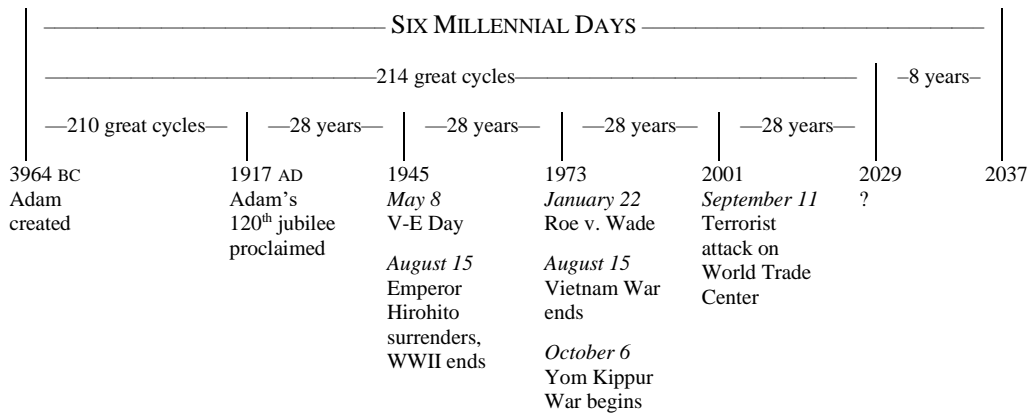 SIX MILLENNIAL DAYS
214 great cycles
–8 years–
—210 great cycles—
—28 years—
—28 years—
—28 years—
—28 years—
3964 BC
Adam
created
1917 AD
Adam's
120th jubilee
proclaimed
1945
May 8
V-E Day
August 15
Emperor
Hirohito
surrenders,
WWII ends
1973
January 22
Roe v. Wade
August 15
Vietnam War
ends
October 6
Yom Kippur
War begins
2001
September 11
Terrorist
attack on
World Trade
Center
2029
?
2037